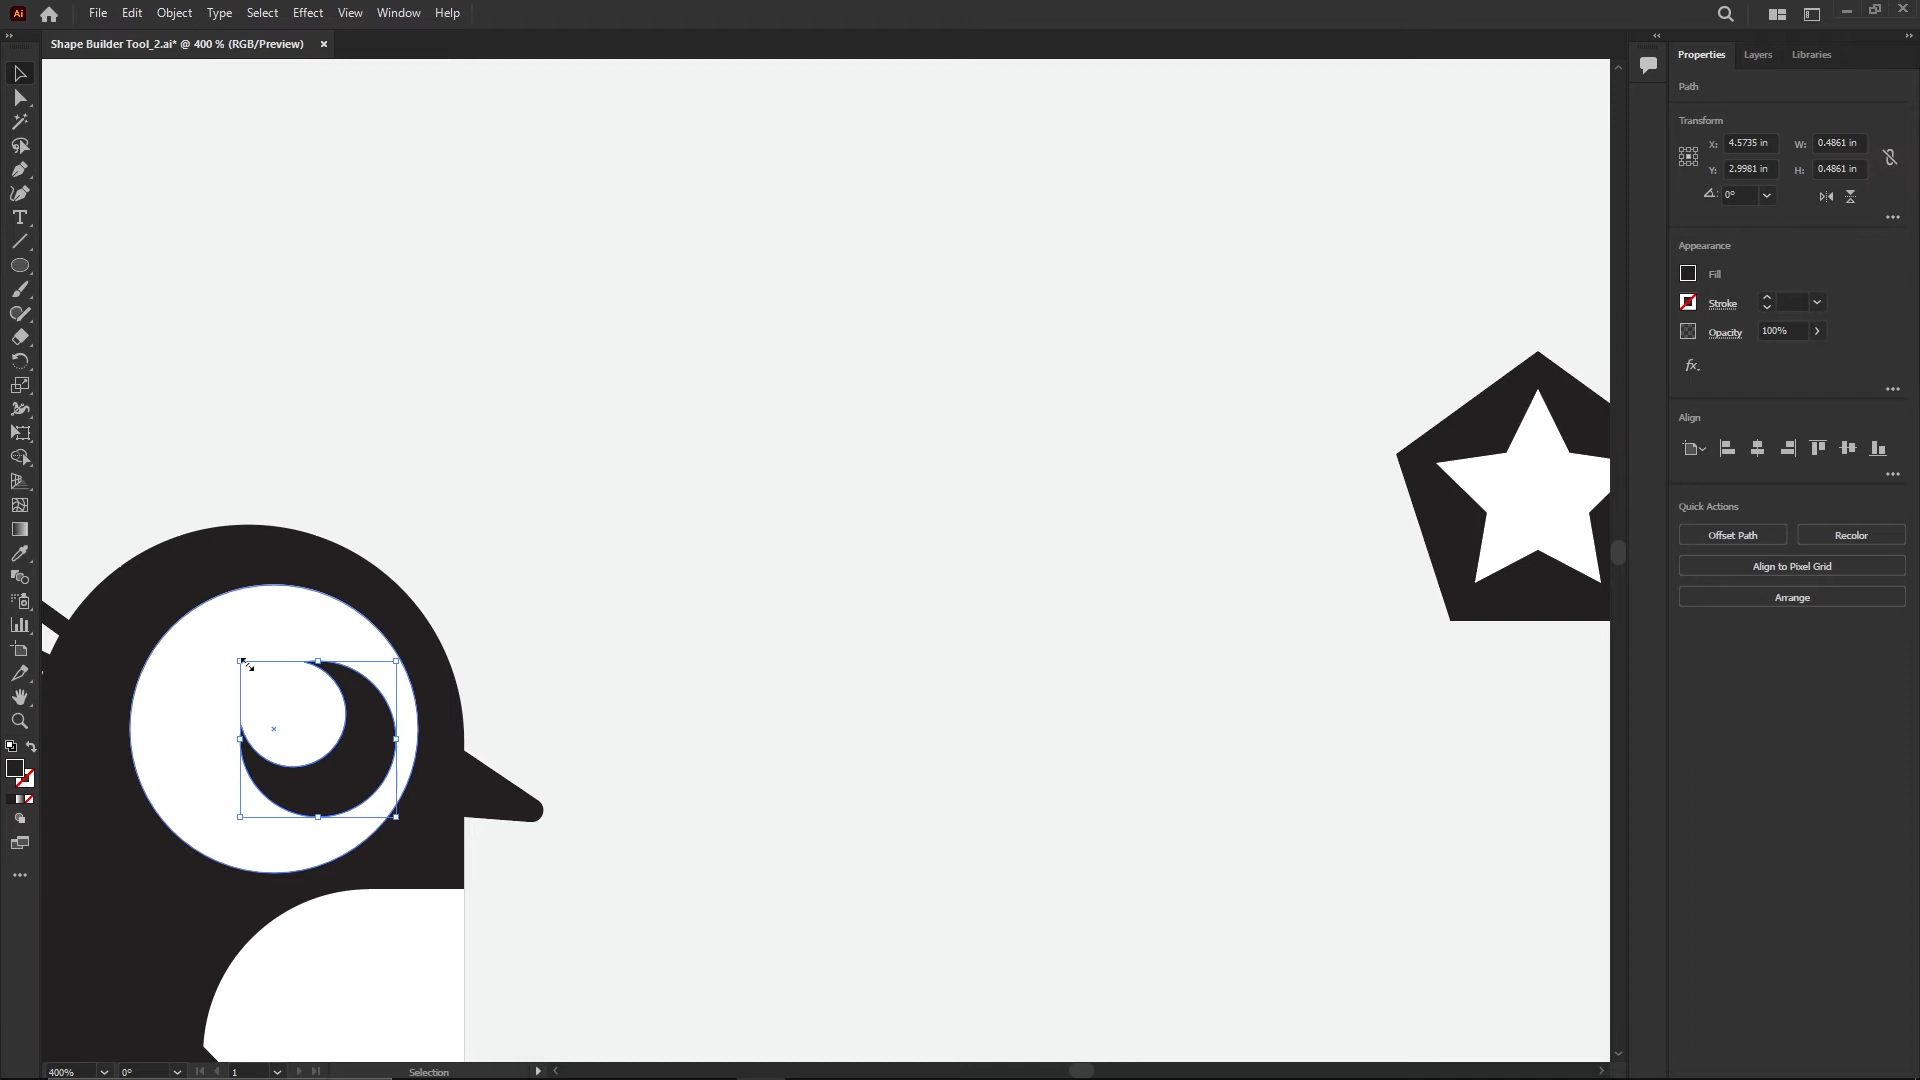 Ai
File Edit Object Type Select Effect View Window Help
Shape Builder Tool_2.ai* @ 400 % (RGB/Preview) ×
Properties Layers Libraries
Path
Transform
X: 4.5735 in W: 0.4861 in
Y: 2.9981 in H: 0.4861 in
0°
Appearance
Fill
Stroke
Opacity 100%
fx.
Align
Quick Actions
Offset Path Recolor
Align to Pixel Grid
Arrange
400% 0° 1 Selection